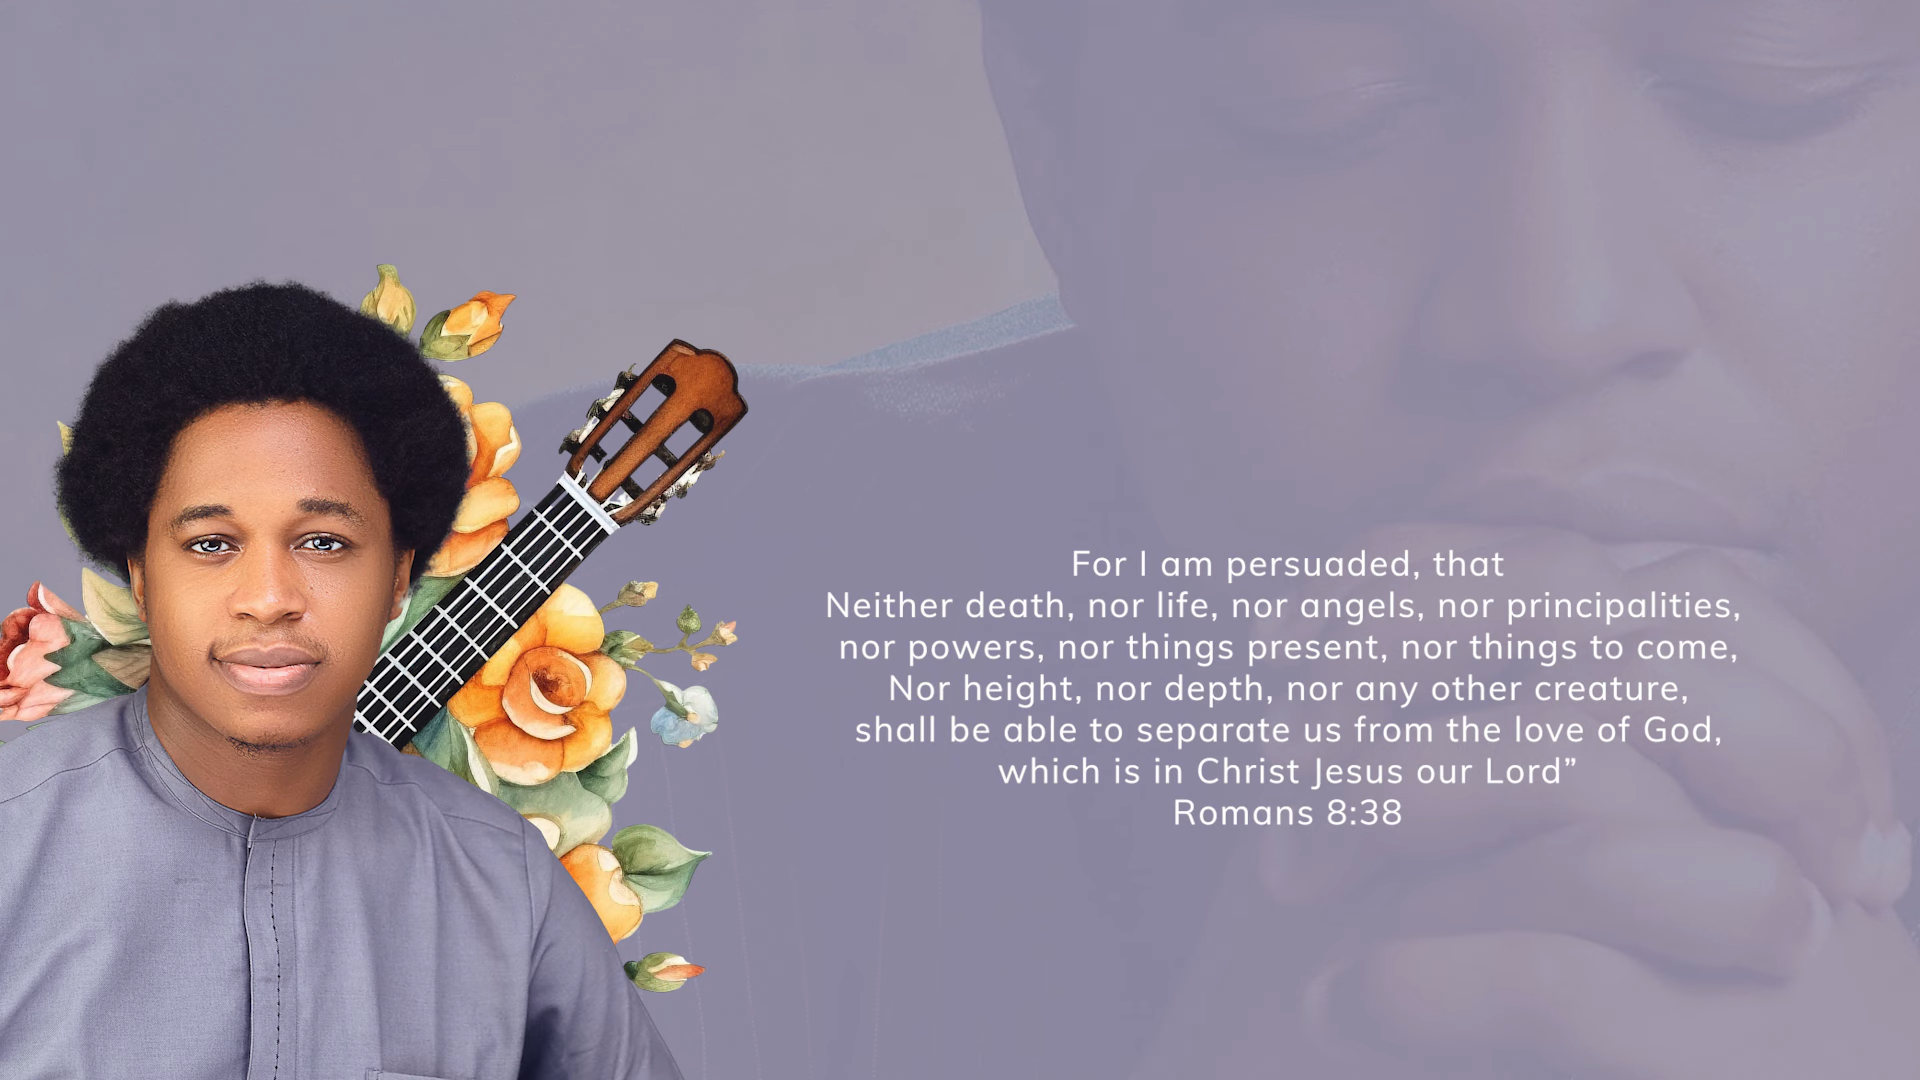 For I am persuaded, that
Neither death, nor life, nor angels, nor principalities,
nor powers, nor things present, nor things to come,
Nor height, nor depth, nor any other creature,
shall be able to separate us from the love of God,
which is in Christ Jesus our Lord”
Romans 8:38